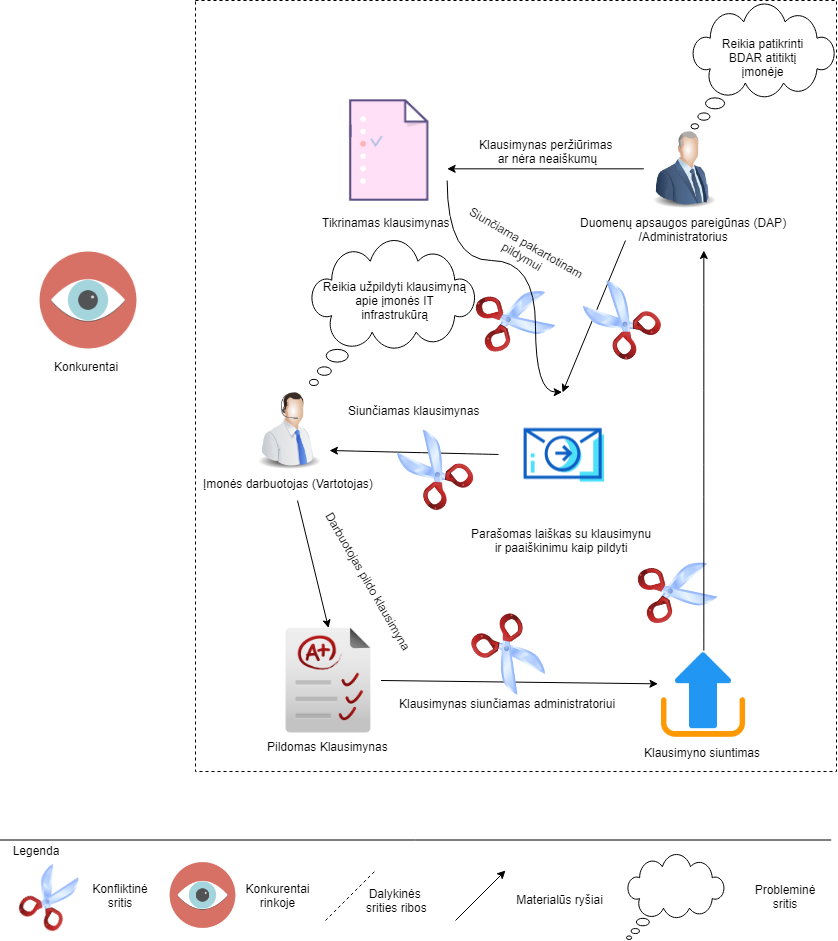 Reikia patikrinti
BDAR atitiktį
įmonėje
Klausimynas peržiūrimas
ar nėra neaiškumų
Tikrinamas klausimynas
Duomenų apsaugos pareigūnas (DAP)
/Administratorius
Siunčiama pakartotinam
pildymui
Reikia užpildyti klausimyną
apie įmonės IT
infrastrukūrą
Konkurentai
Siunčiamas klausimynas
Įmonės darbuotojas (Vartotojas)
Darbuotojas pildo klausimyna
Parašomas laiškas su klausimynu
ir paaiškinimu kaip pildyti
A+
Klausimynas siunčiamas administratoriui
Pildomas Klausimynas
Klausimyno siuntimas
Legenda
Konfliktinė
sritis
Konkurentai
rinkoje
Dalykinės
srities ribos
Materialūs ryšiai
Probleminė
sritis